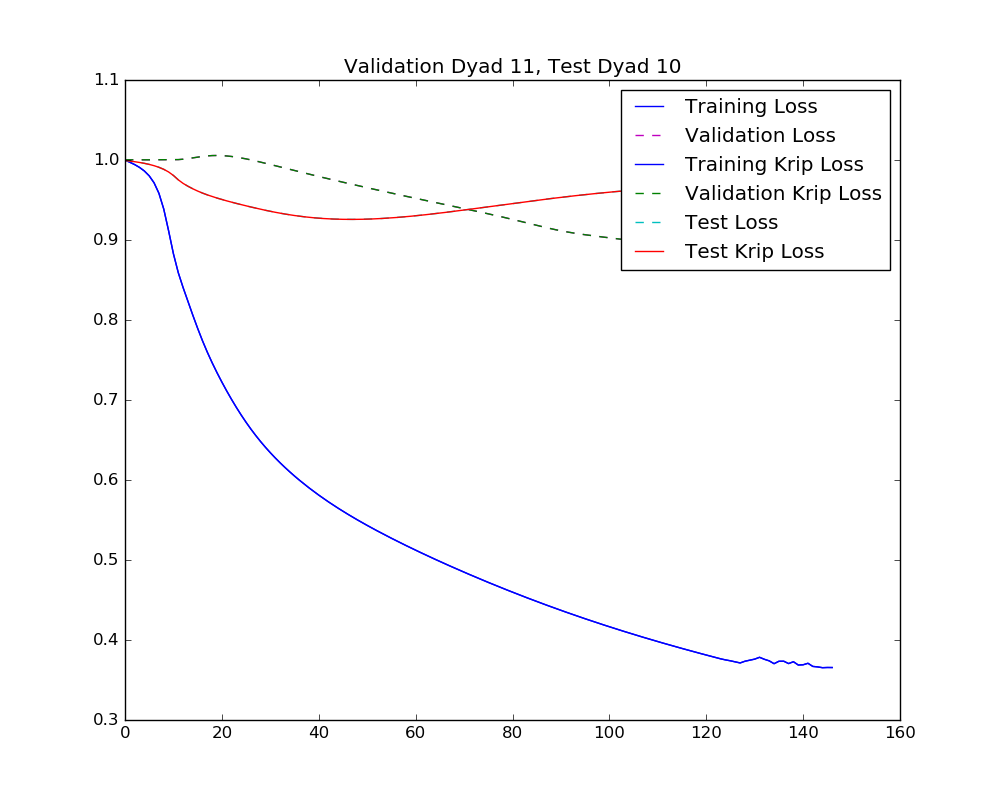 Validation Dyad 11, Test Dyad 10
1.1
1.0
0.9
0.8
0.7
0.6
0.5
0.4
0.3
0
20
40
60
80
100
120
140
160
Training Loss
Validation Loss
Training Krip Loss
Validation Krip Loss
Test Loss
Test Krip Loss